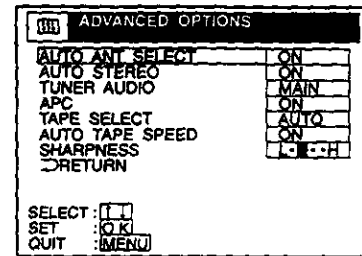 ADVANCED OPTIONS
AUTO ANT SELECT ON
AUTO STEREO ON
TUNER AUDIO MAIN
APC ON
TAPE SELECT AUTO
AUTO TAPE SPEED ON
SHARPNESS L H
⊃RETURN
SELECT : [↑ ↓]
SET : [O K]
QUIT : [MENU]